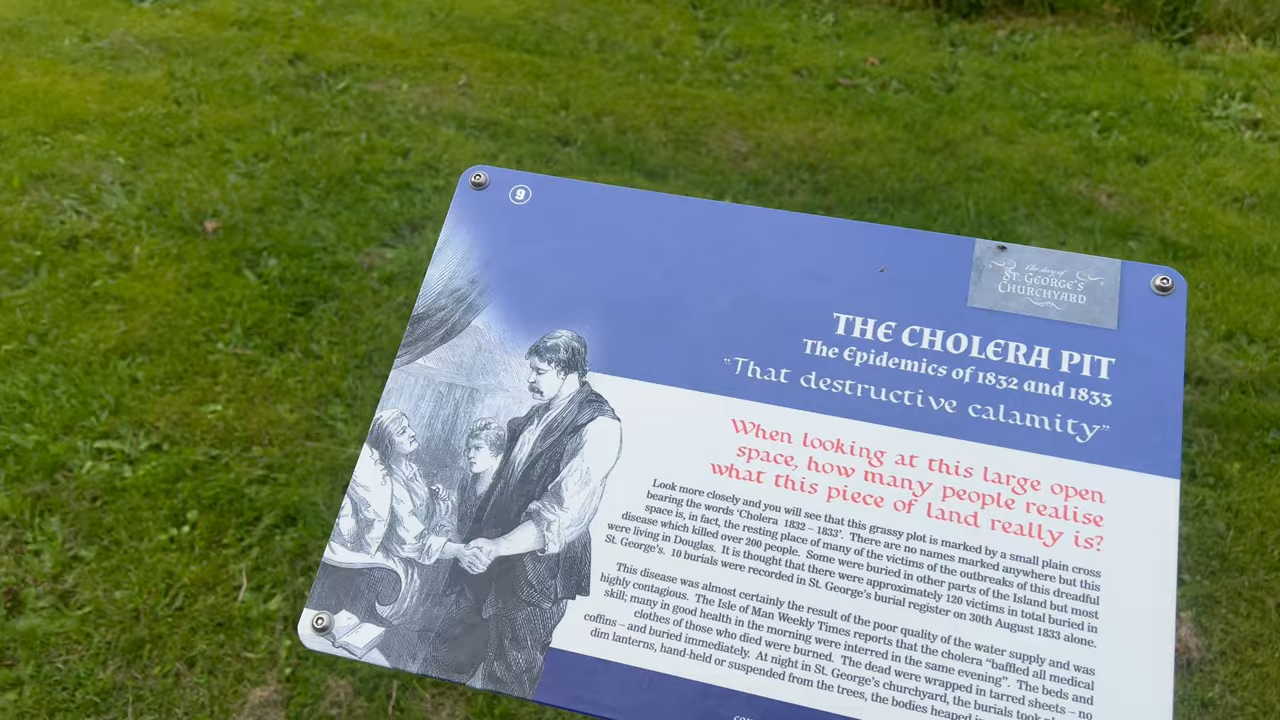 9
The story of
ST. GEORGE'S
CHURCHYARD
THE CHOLERA PIT
The Epidemics of 1832 and 1833
"That destructive calamity"
When looking at this large open
space, how many people realise
what this piece of land really is?
Look more closely and you will see that this grassy plot is marked by a small plain cross
bearing the words 'Cholera 1832 – 1833'. There are no names marked anywhere but this
space is, in fact, the resting place of many of the victims of the outbreaks of this dreadful
disease which killed over 200 people. Some were buried in other parts of the Island but most
were living in Douglas. It is thought that there were approximately 120 victims in total buried in
St. George's. 10 burials were recorded in St. George's burial register on 30th August 1833 alone.
This disease was almost certainly the result of the poor quality of the water supply and was
highly contagious. The Isle of Man Weekly Times reports that the cholera "baffled all medical
skill; many in good health in the morning were interred in the same evening". The beds and
clothes of those who died were burned. The dead were wrapped in tarred sheets – no
coffins – and buried immediately. At night in St. George's churchyard, the burials took
dim lanterns, hand-held or suspended from the trees, the bodies heaped